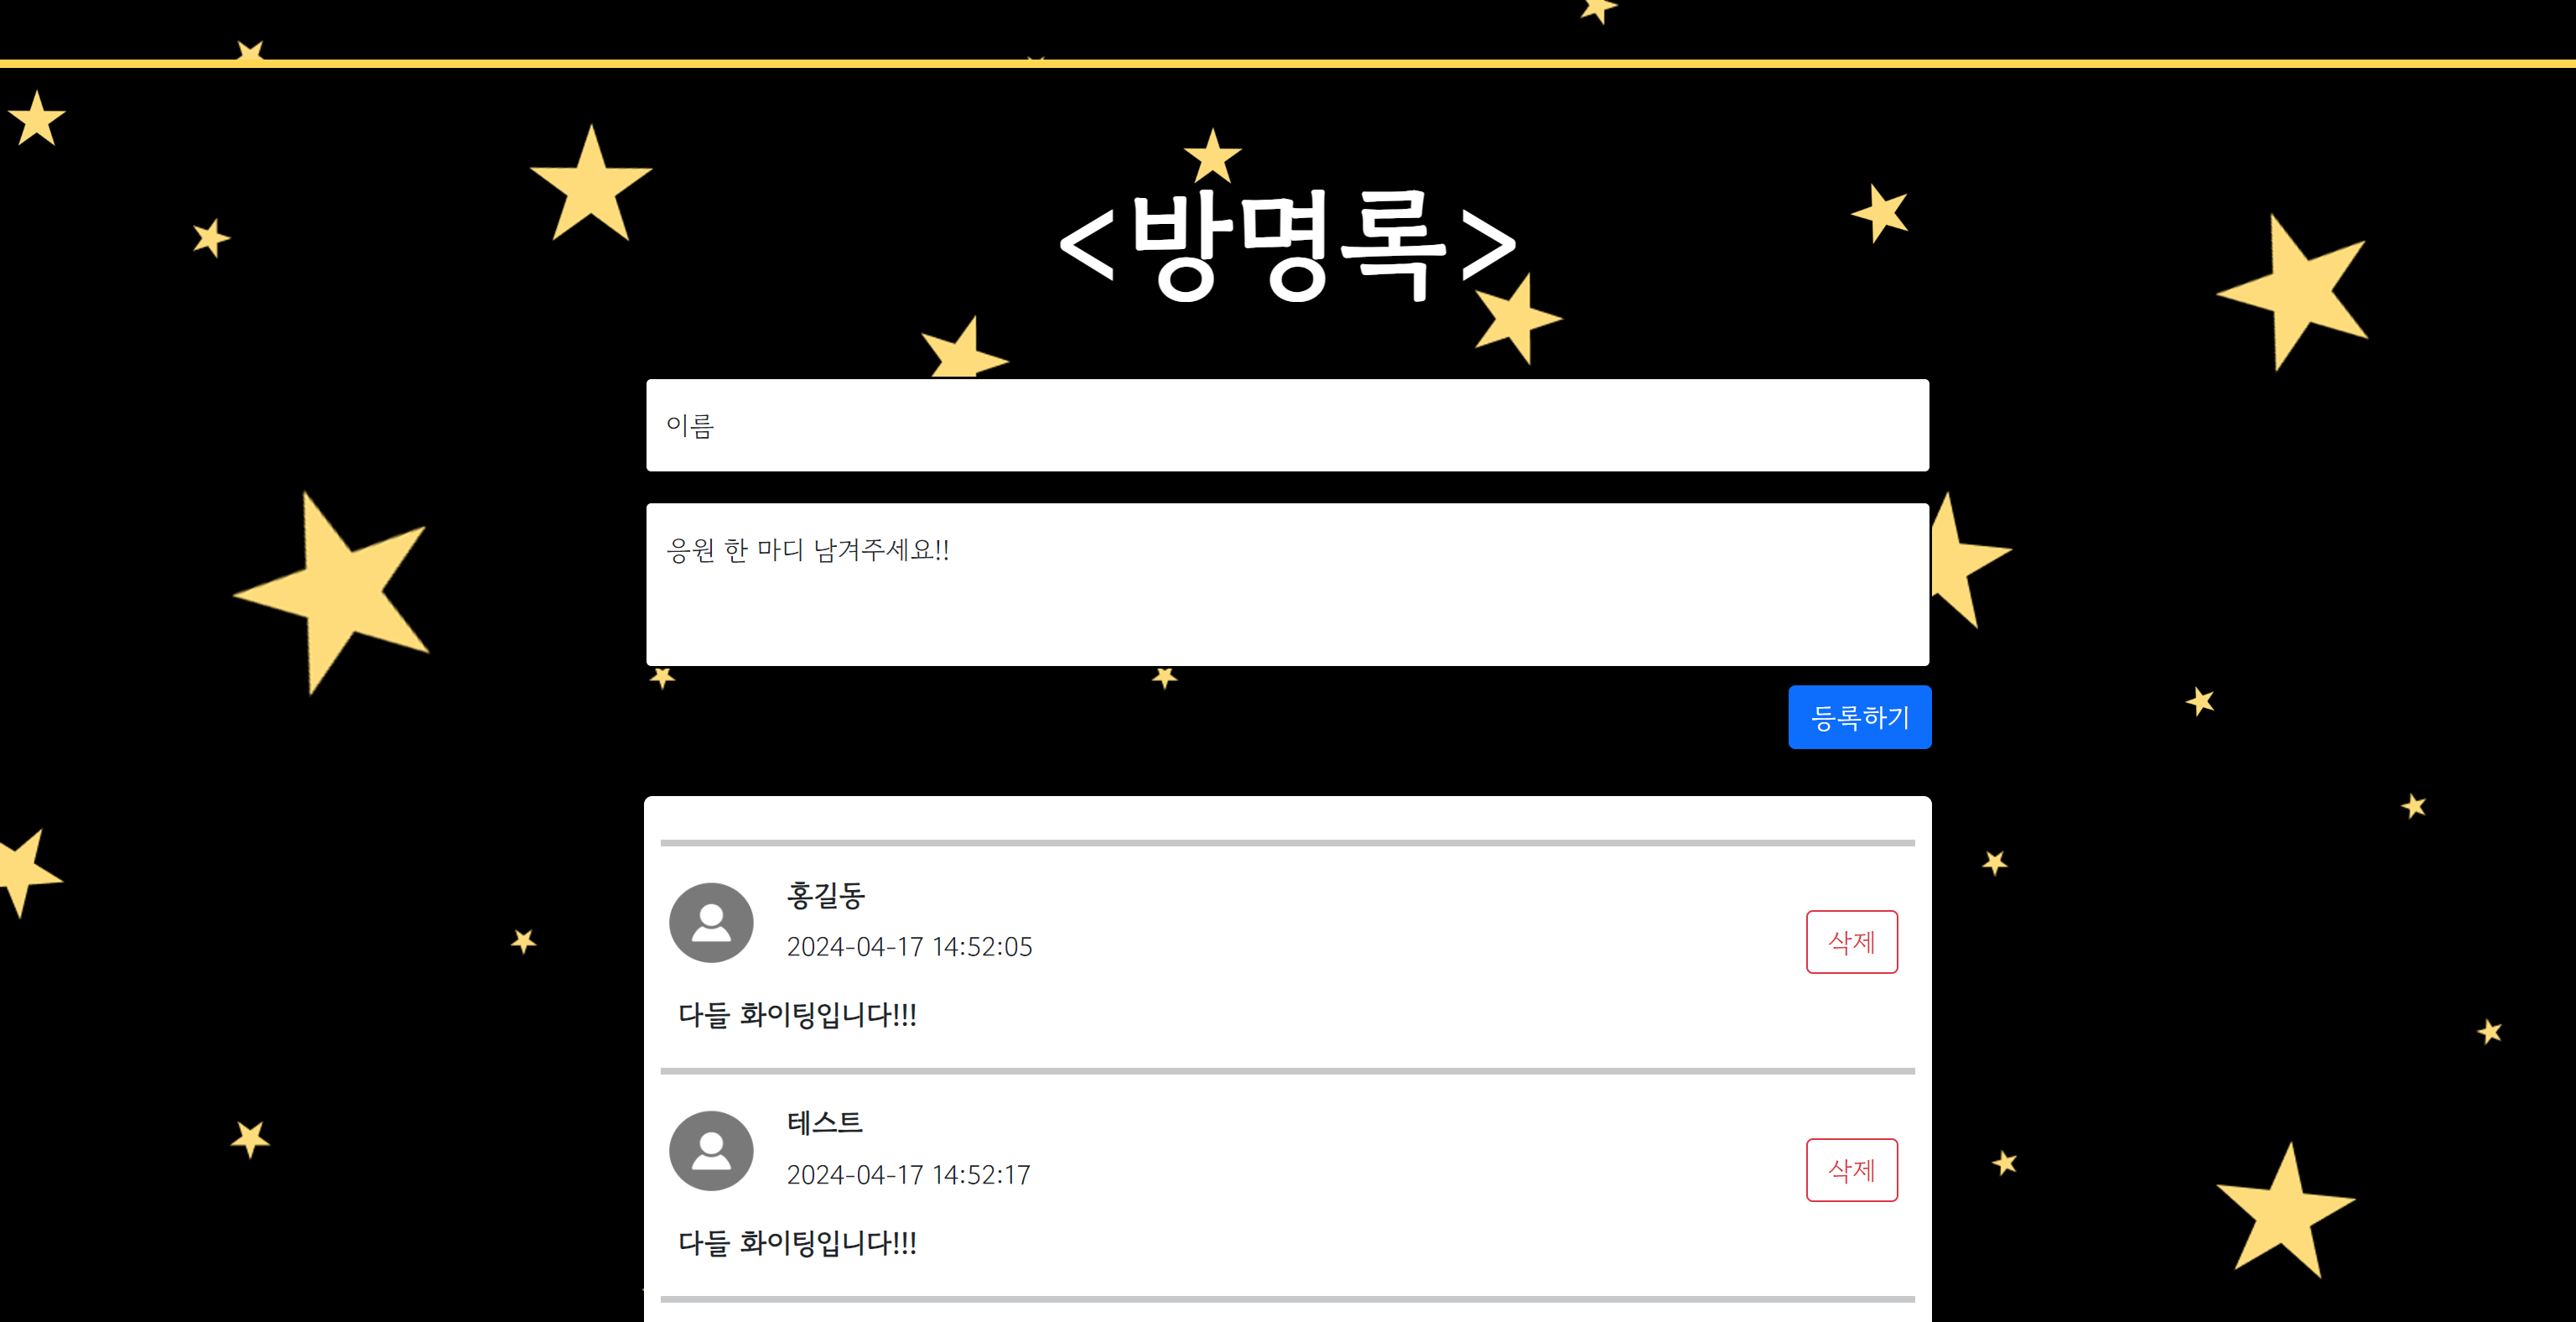 <방명록>
이름
응원 한 마디 남겨주세요!!
등록하기
홍길동
2024-04-17 14:52:05
삭제
다들 화이팅입니다!!!
테스트
2024-04-17 14:52:17
삭제
다들 화이팅입니다!!!